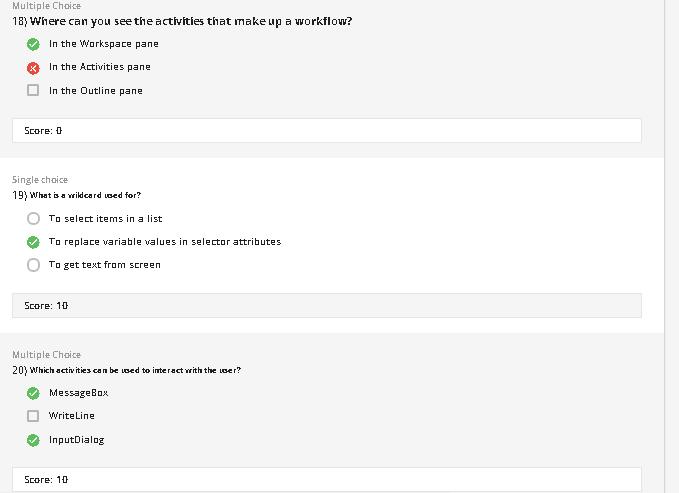 Multiple Choice
18) Where can you see the activities that make up a workflow?
In the Workspace pane
In the Activities pane
In the Outline pane
Score: 0
Single choice
19) What is a wildcard used for?
To select items in a list
To replace variable values in selector attributes
To get text from screen
Score: 10
Multiple Choice
20) Which activities can be used to interact with the user?
MessageBox
WriteLine
InputDialog
Score: 10